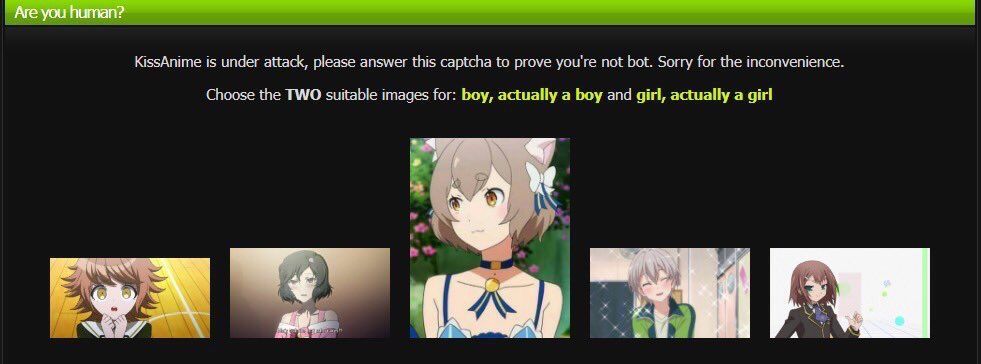 Are you human?
KissAnime is under attack, please answer this captcha to prove you're not bot. Sorry for the inconvenience.
Choose the TWO suitable images for: boy, actually a boy and girl, actually a girl